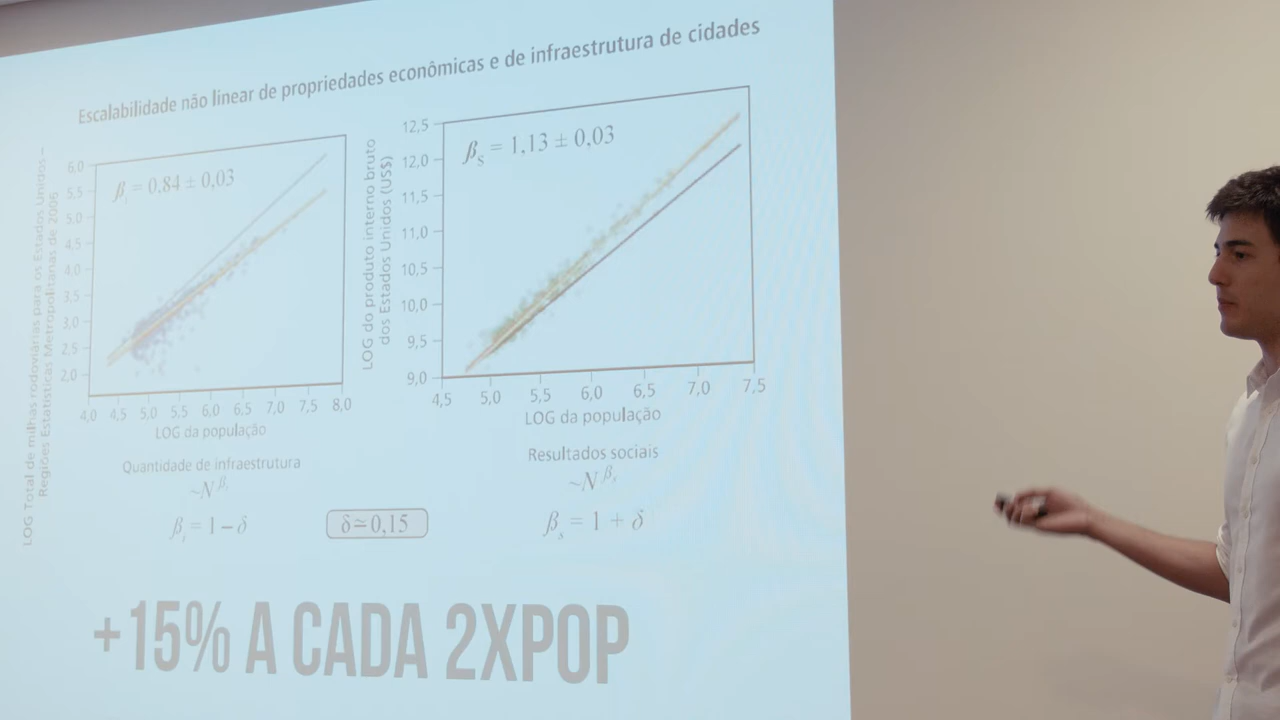 Escalabilidade não linear de propriedades econômicas e de infraestrutura de cidades
LOG Total de milhas rodoviárias para os Estados Unidos –
Regiões Estatísticas Metropolitanas de 2006
6,0
5,5
5,0
4,5
4,0
3,5
3,0
2,5
2,0
βi = 0,84 ± 0,03
4,0 4,5 5,0 5,5 6,0 6,5 7,0 7,5 8,0
LOG da população
Quantidade de infraestrutura
~N βi
βi = 1 – δ
δ ≃ 0,15
LOG do produto interno bruto
dos Estados Unidos (US$)
12,5
12,0
11,5
11,0
10,5
10,0
9,5
9,0
βs = 1,13 ± 0,03
4,5 5,0 5,5 6,0 6,5 7,0 7,5
LOG da população
Resultados sociais
~N βs
βs = 1 + δ
+15% A CADA 2XPOP